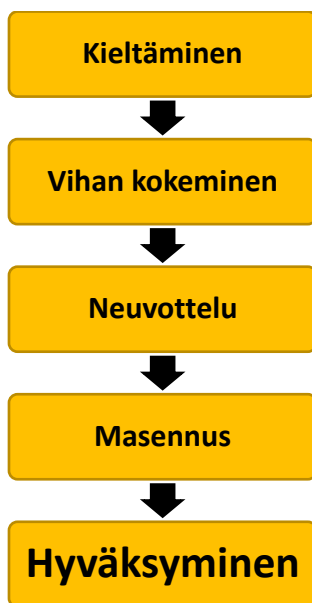 Kieltäminen
Vihan kokeminen
Neuvottelu
Masennus
Hyväksyminen